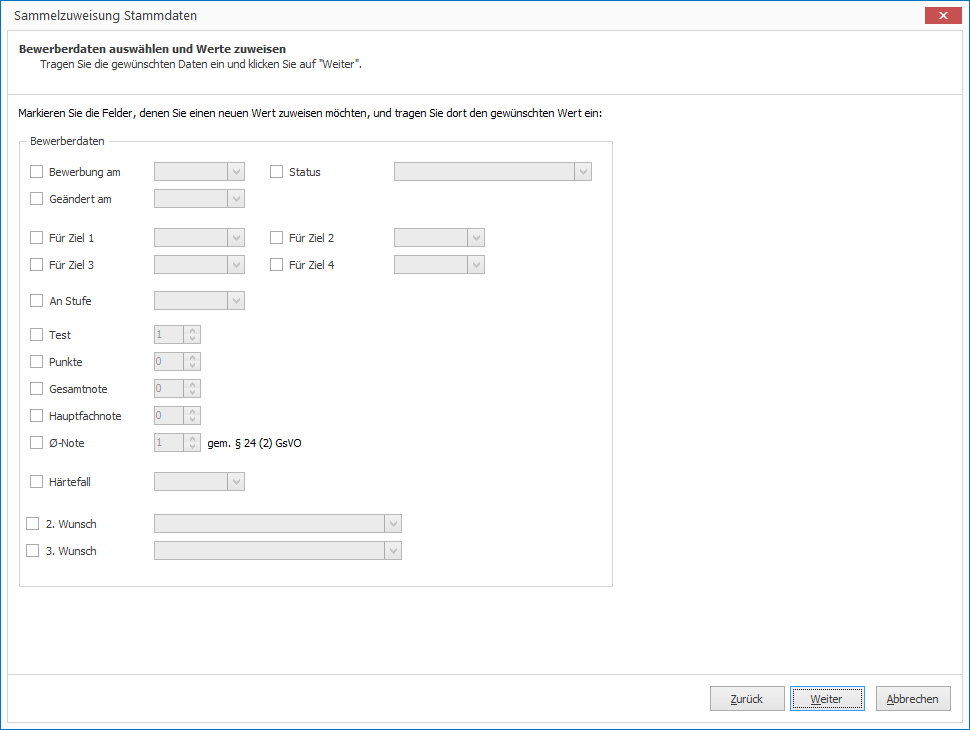 Sammelzuweisung Stammdaten
Bewerberdaten auswählen und Werte zuweisen
Tragen Sie die gewünschten Daten ein und klicken Sie auf "Weiter".
Markieren Sie die Felder, denen Sie einen neuen Wert zuweisen möchten, und tragen Sie dort den gewünschten Wert ein:
Bewerberdaten
Bewerbung am Status
Geändert am
Für Ziel 1 Für Ziel 2
Für Ziel 3 Für Ziel 4
An Stufe
Test 1
Punkte 0
Gesamtnote 0
Hauptfachnote 0
Ø-Note 1 gem. § 24 (2) GsVO
Härtefall
2. Wunsch
3. Wunsch
Zurück Weiter Abbrechen